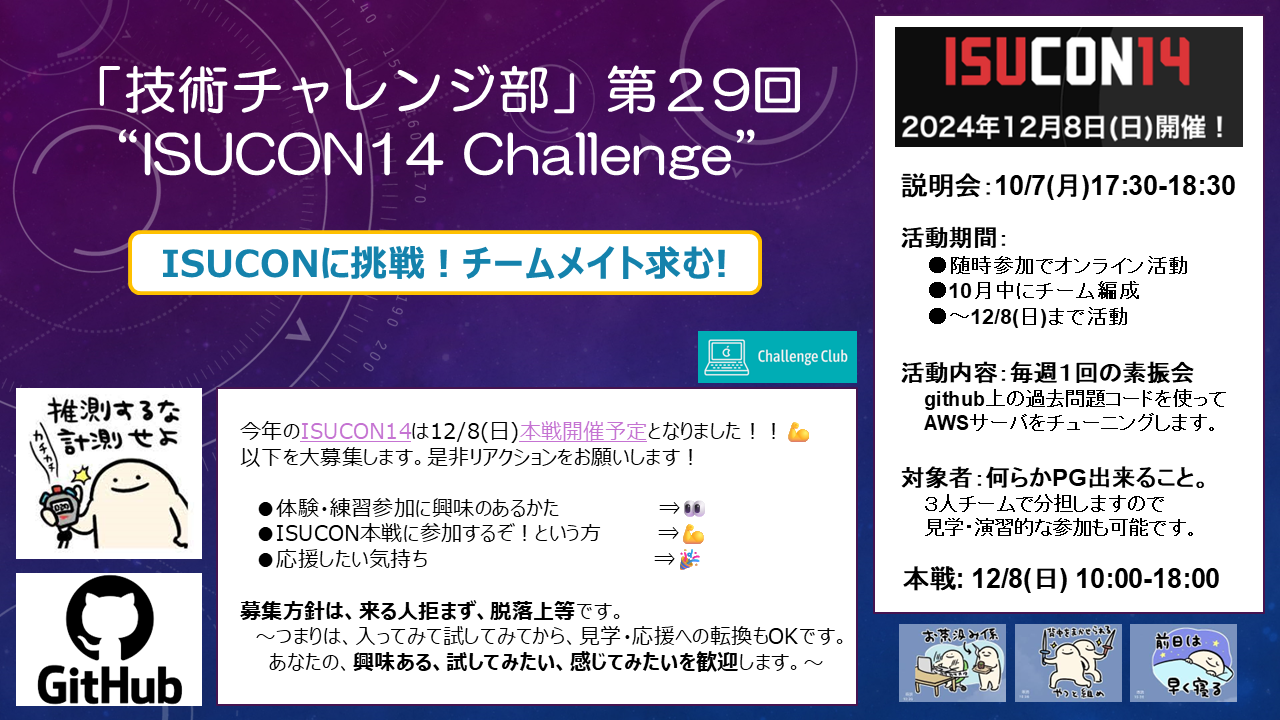 「技術チャレンジ部」第２９回
“ISUCON14 Challenge”
ISUCONに挑戦！チームメイト求む!
Challenge Club
推測するな
計測せよ
カチカチ
GitHub
今年のISUCON14は12/8(日)本戦開催予定となりました！！💪
以下を大募集します。是非リアクションをお願いします！
●体験・練習参加に興味のあるかた ⇒👀
●ISUCON本戦に参加するぞ！という方 ⇒💪
●応援したい気持ち ⇒🎉
募集方針は、来る人拒まず、脱落上等です。
～つまりは、入ってみて試してみてから、見学・応援への転換もOKです。
あなたの、興味ある、試してみたい、感じてみたいを歓迎します。～
ISUCON14
2024年12月8日(日)開催！
説明会：10/7(月)17:30-18:30
活動期間：
●随時参加でオンライン活動
●10月中にチーム編成
●～12/8(日)まで活動
活動内容：毎週１回の素振会
github上の過去問題コードを使って
AWSサーバをチューニングします。
対象者：何らかPG出来ること。
３人チームで分担しますので
見学・演習的な参加も可能です。
本戦: 12/8(日) 10:00-18:00
お茶汲み係
背中をまかせられる
やつと組め
前日は
早く寝る